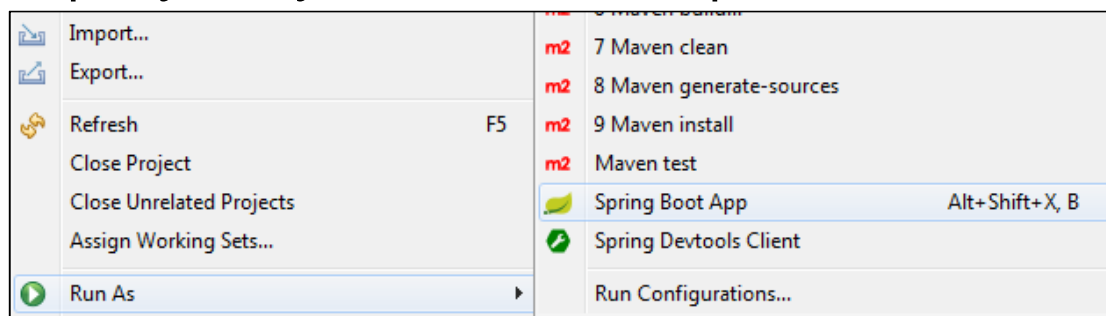 Import...
Export...
Refresh F5
Close Project
Close Unrelated Projects
Assign Working Sets...
Run As
m2 7 Maven clean
m2 8 Maven generate-sources
m2 9 Maven install
m2 Maven test
Spring Boot App Alt+Shift+X, B
Spring Devtools Client
Run Configurations...